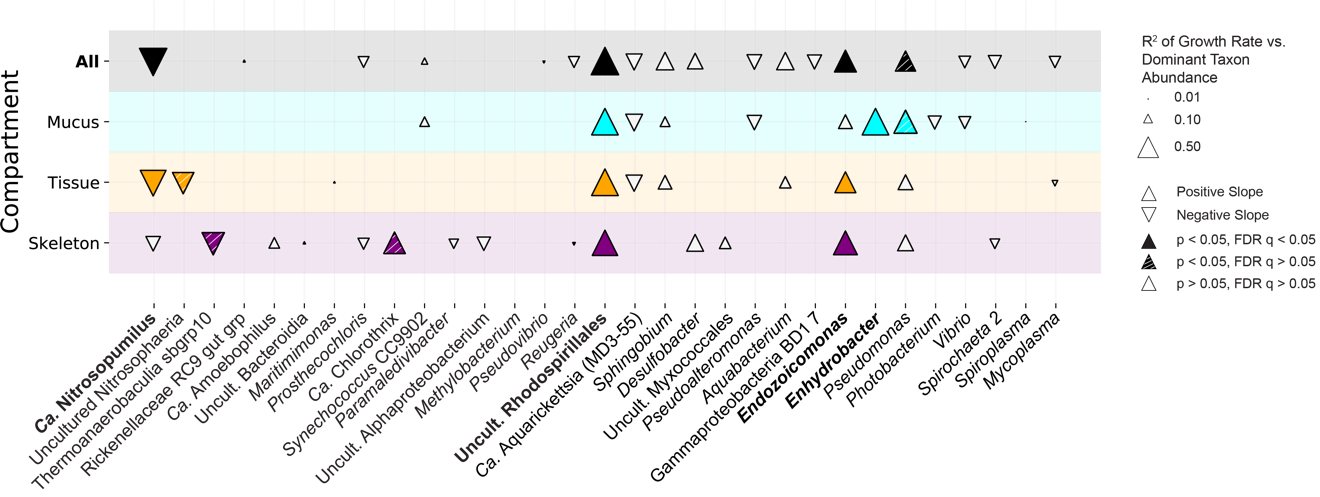 Compartment
All
Mucus
Tissue
Skeleton
Ca. Nitrosopumilus
Uncultured Nitrosophaeria
Thermoanaerobaculia sbgrp10
Rickenellaceae RC9 gut grp
Ca. Amoebophilus
Uncult. Bacteroidia
Maritimimonas
Prosthecochloris
Ca. Chlorothrix
Synechococcus CC9902
Paramaledivibacter
Uncult. Alphaproteobacterium
Methylobacterium
Pseudovibrio
Reugeria
Uncult. Rhodospirillales
Ca. Aquarickettsia (MD3-55)
Sphingobium
Desulfobacter
Uncult. Myxococcales
Pseudoalteromonas
Aquabacterium
Gammaproteobacteria BD1 7
Endozoicomonas
Enhydrobacter
Pseudomonas
Photobacterium
Vibrio
Spirochaeta 2
Spiroplasma
Mycoplasma
R² of Growth Rate vs.
Dominant Taxon
Abundance
0.01
0.10
0.50
Positive Slope
Negative Slope
p < 0.05, FDR q < 0.05
p < 0.05, FDR q > 0.05
p > 0.05, FDR q > 0.05